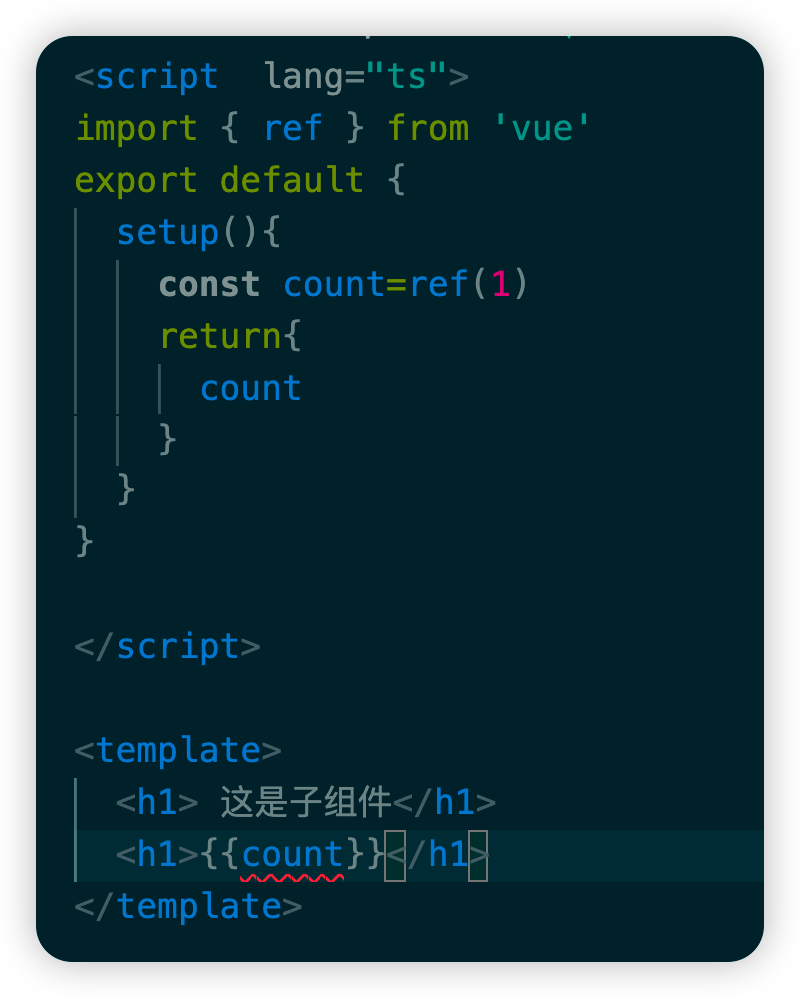 <script  lang="ts">
import { ref } from 'vue'
export default {
  setup(){
    const count=ref(1)
    return{
      count
    }
  }
}
</script>
<template>
  <h1> 这是子组件</h1>
  <h1>{{count}}</h1>
</template>